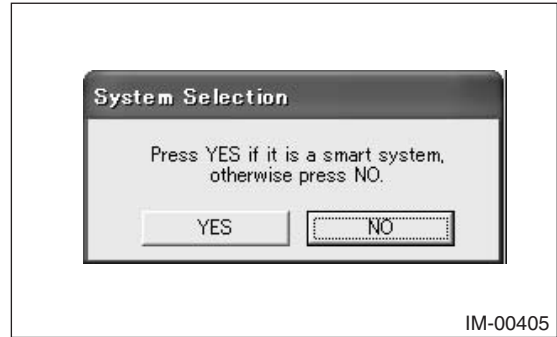 System Selection
Press YES if it is a smart system,
otherwise press NO.
YES NO
IM-00405